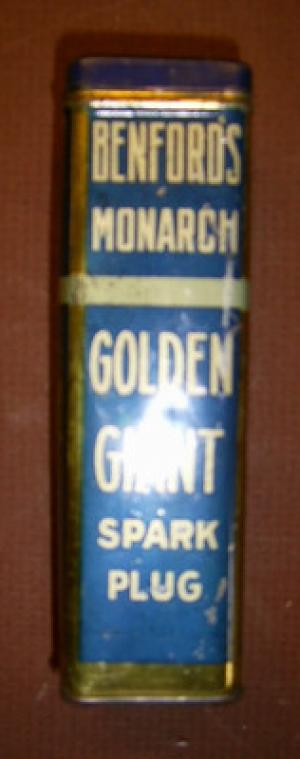 BENFORD'S
MONARCH
GOLDEN
GIANT
SPARK
PLUG